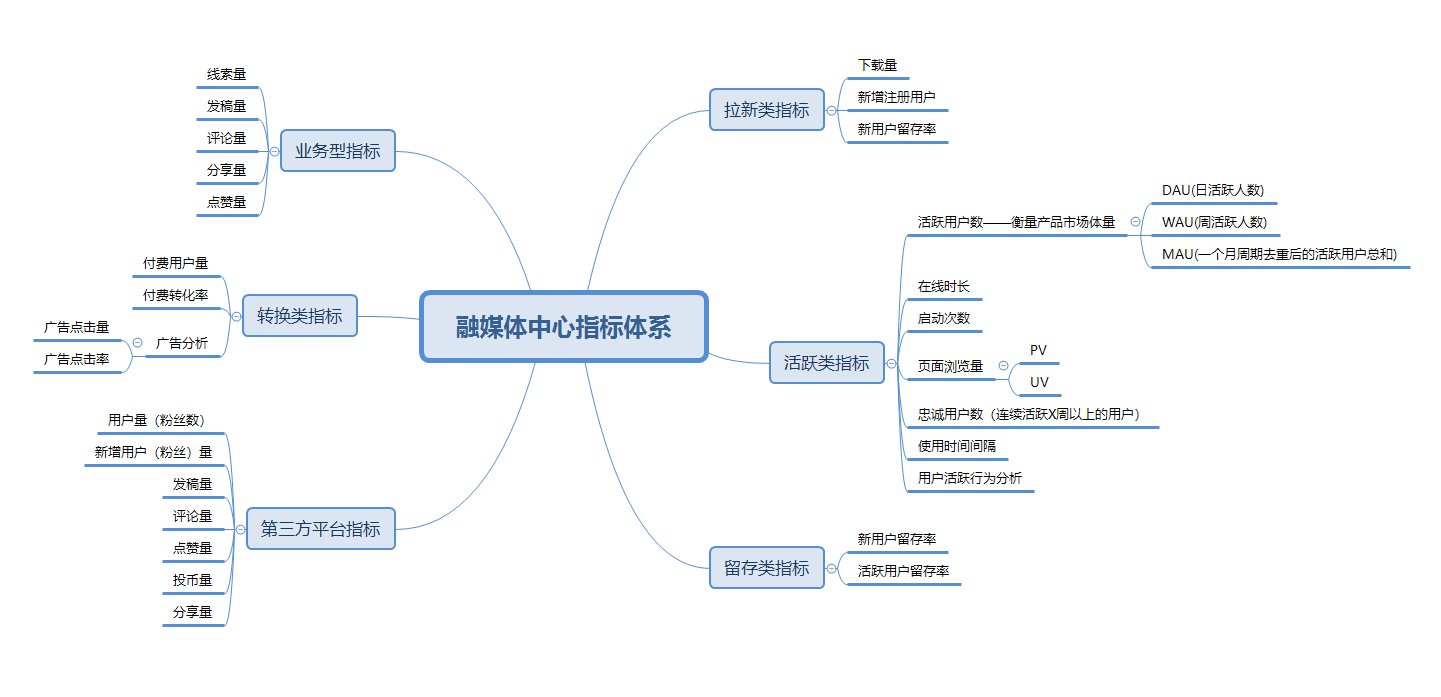 融媒体中心指标体系
拉新类指标
下载量
新增注册用户
新用户留存率
活跃类指标
活跃用户数——衡量产品市场体量
DAU(日活跃人数)
WAU(周活跃人数)
MAU(一个月周期去重后的活跃用户总和)
在线时长
启动次数
页面浏览量
PV
UV
忠诚用户数（连续活跃X周以上的用户）
使用时间间隔
用户活跃行为分析
留存类指标
新用户留存率
活跃用户留存率
业务型指标
线索量
发稿量
评论量
分享量
点赞量
转换类指标
付费用户量
付费转化率
广告分析
广告点击量
广告点击率
第三方平台指标
用户量（粉丝数）
新增用户（粉丝）量
发稿量
评论量
点赞量
投币量
分享量